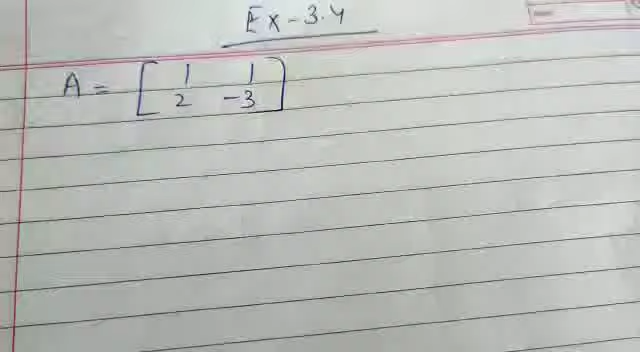 Ex-3.4
A = [ 1 1
2 -3 ]